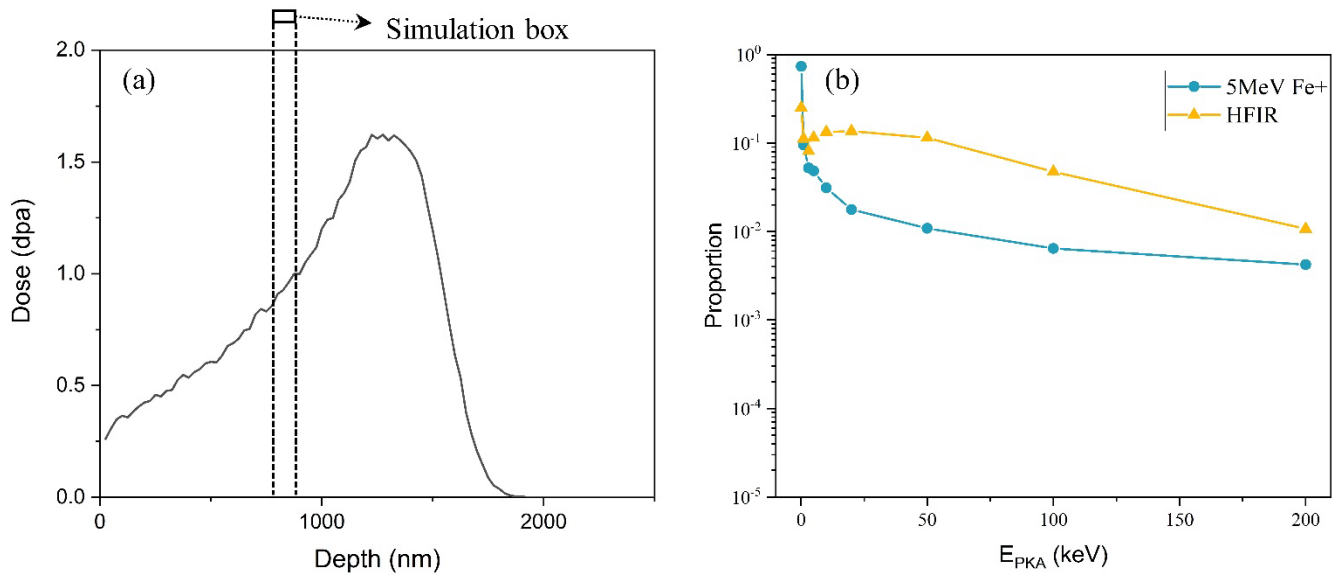 Simulation box
(a)
2.0
1.5
1.0
0.5
0.0
0
1000
2000
Dose (dpa)
Depth (nm)
(b)
5MeV Fe+
HFIR
10^0
10^-1
10^-2
10^-3
10^-4
10^-5
0
50
100
150
200
Proportion
E_PKA (keV)